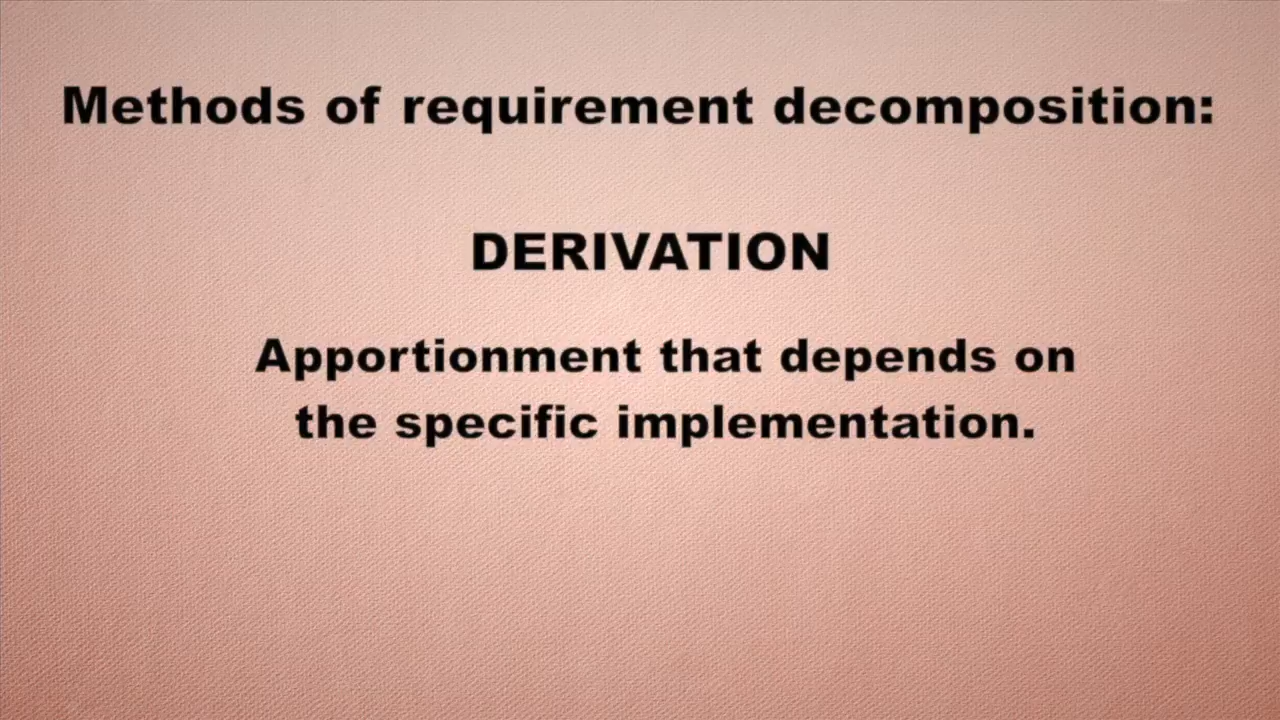 Methods of requirement decomposition:
DERIVATION
Apportionment that depends on
the specific implementation.